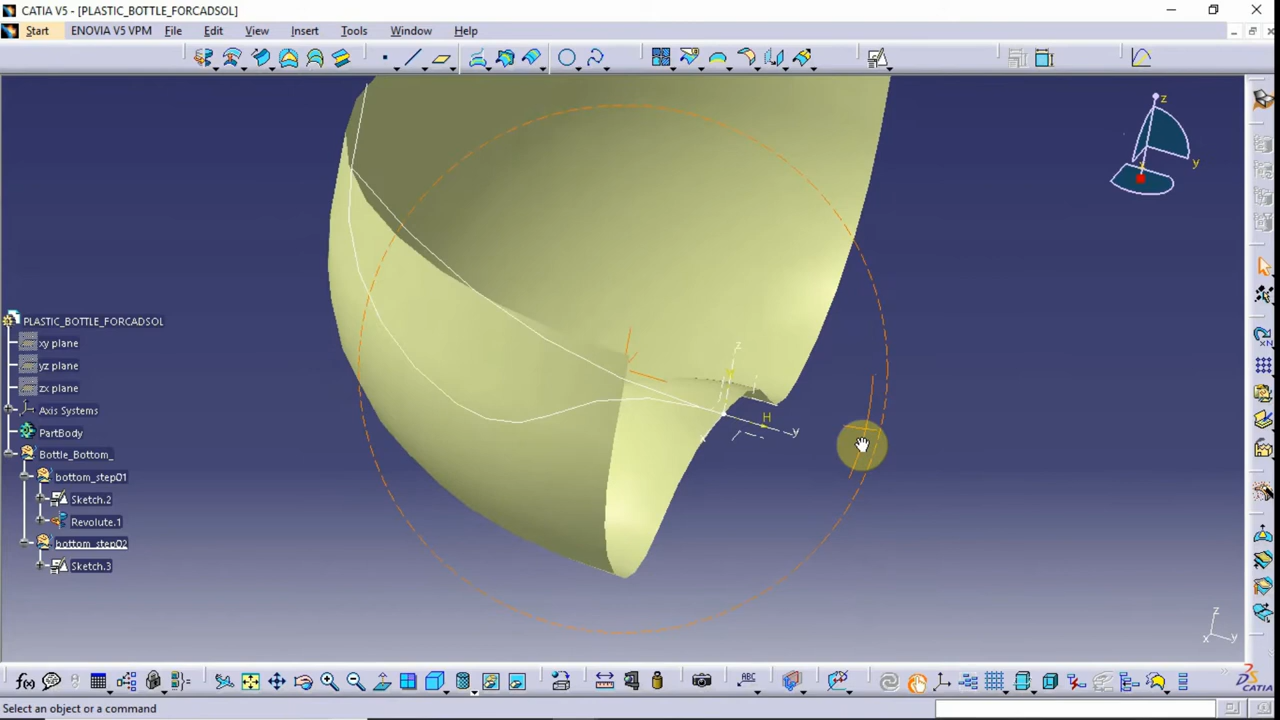 CATIA V5 - [PLASTIC_BOTTLE_FORCADSOL]
Start ENOVIA V5 VPM File Edit View Insert Tools Window Help
z
y
PLASTIC_BOTTLE_FORCADSOL
xy plane
yz plane
zx plane
Axis Systems
PartBody
Bottle_Bottom_
bottom_step01
Sketch.2
Revolute.1
bottom_step02
Sketch.3
z
H
y
z
x
y
f(x)
ABC
CATIA
Select an object or a command